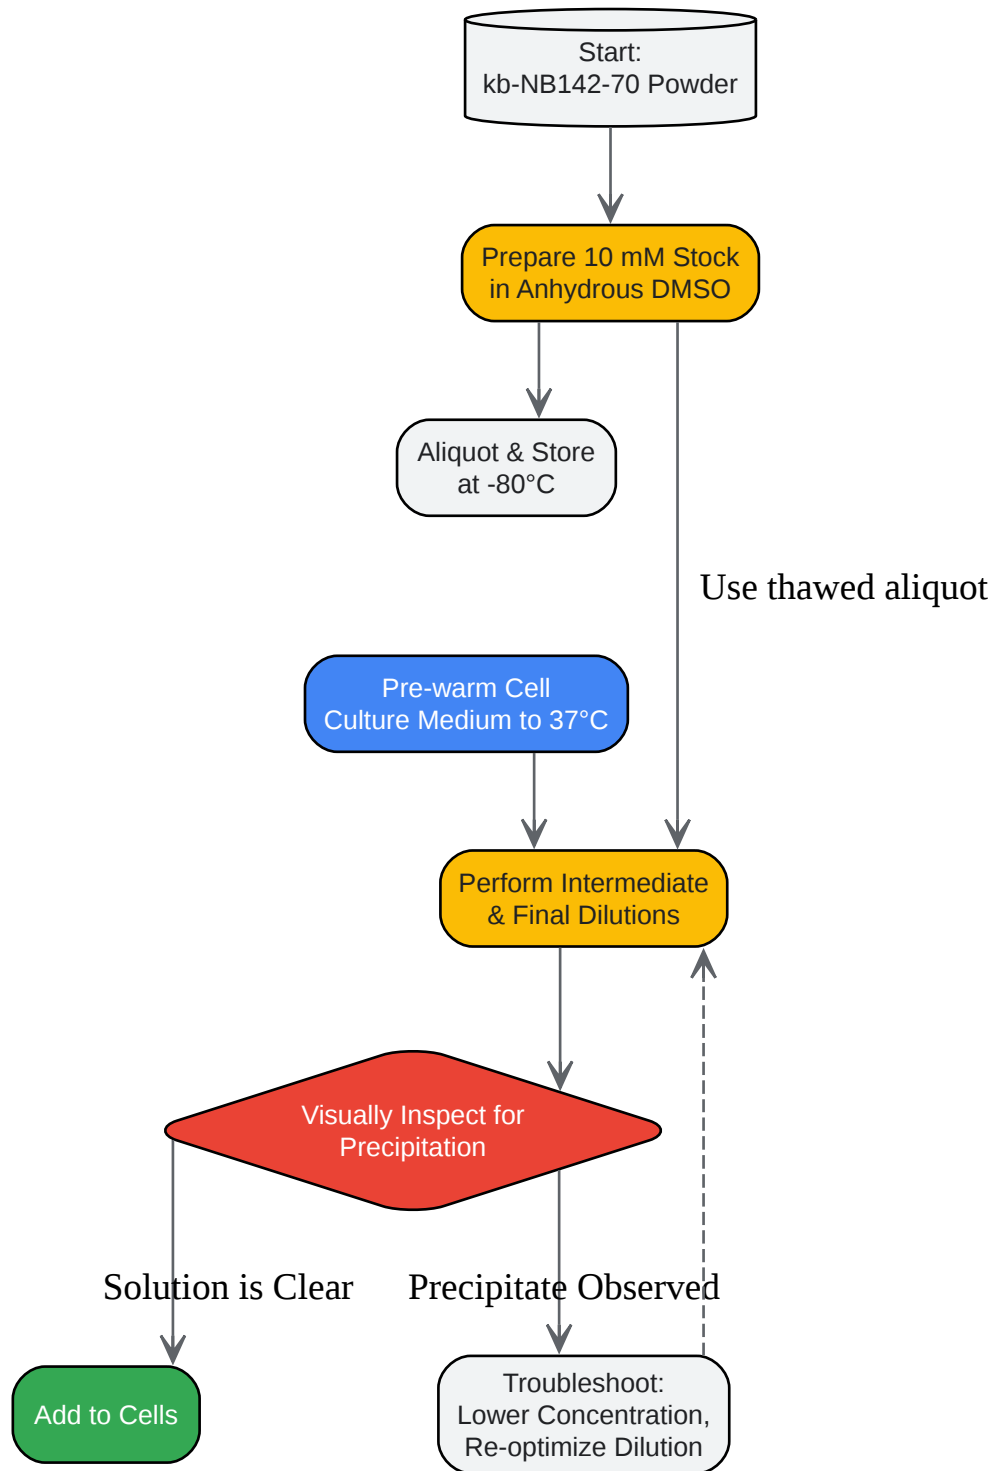 Start:
kb-NB142-70 Powder
Prepare 10 mM Stock
in Anhydrous DMSO
Aliquot & Store
at -80°C
Use thawed aliquot
Pre-warm Cell
Culture Medium to 37°C
Perform Intermediate
& Final Dilutions
Visually Inspect for
Precipitation
Solution is Clear
Precipitate Observed
Add to Cells
Troubleshoot:
Lower Concentration,
Re-optimize Dilution